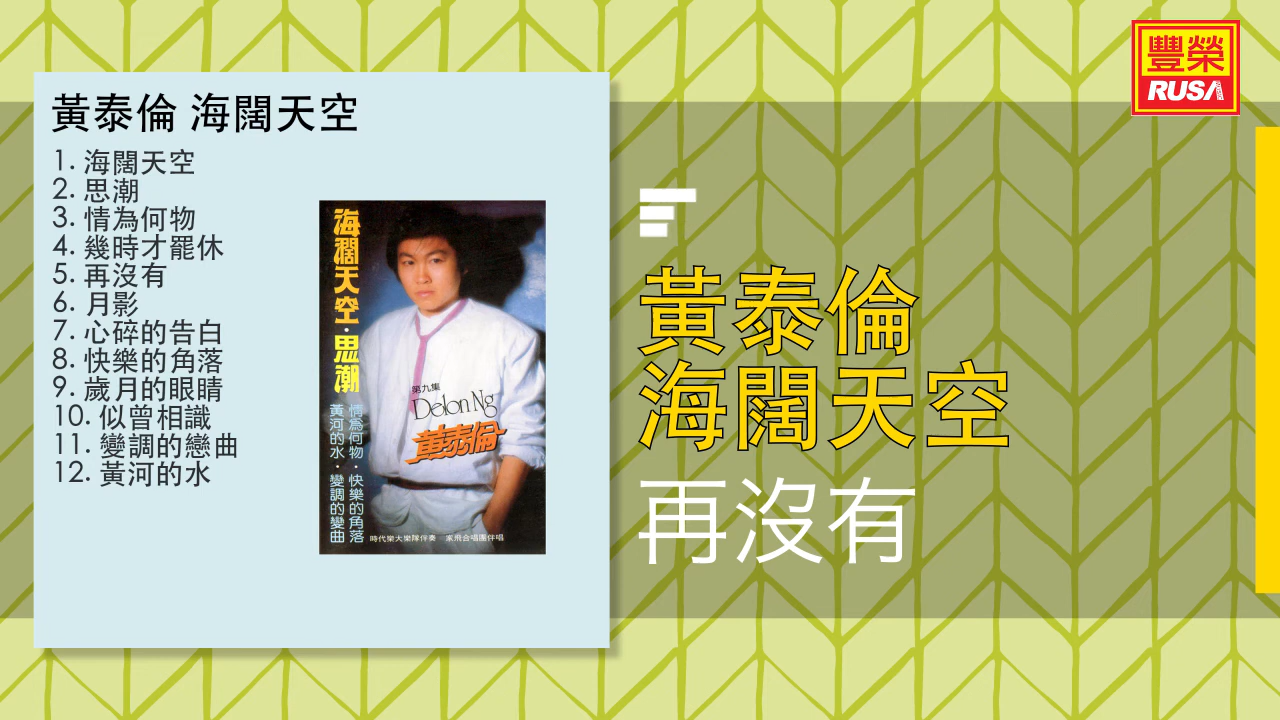 黃泰倫 海闊天空
1. 海闊天空
2. 思潮
3. 情為何物
4. 幾時才罷休
5. 再沒有
6. 月影
7. 心碎的告白
8. 快樂的角落
9. 歲月的眼睛
10. 似曾相識
11. 變調的戀曲
12. 黃河的水
海濶天空·思潮
情為何物·快樂的角落
黃河的水·變調的戀曲
第九集
Delon Ng
黃泰倫
時代樂大樂隊伴奏 家飛合唱團伴唱
豐榮
RUSA
黃泰倫
海闊天空
再沒有